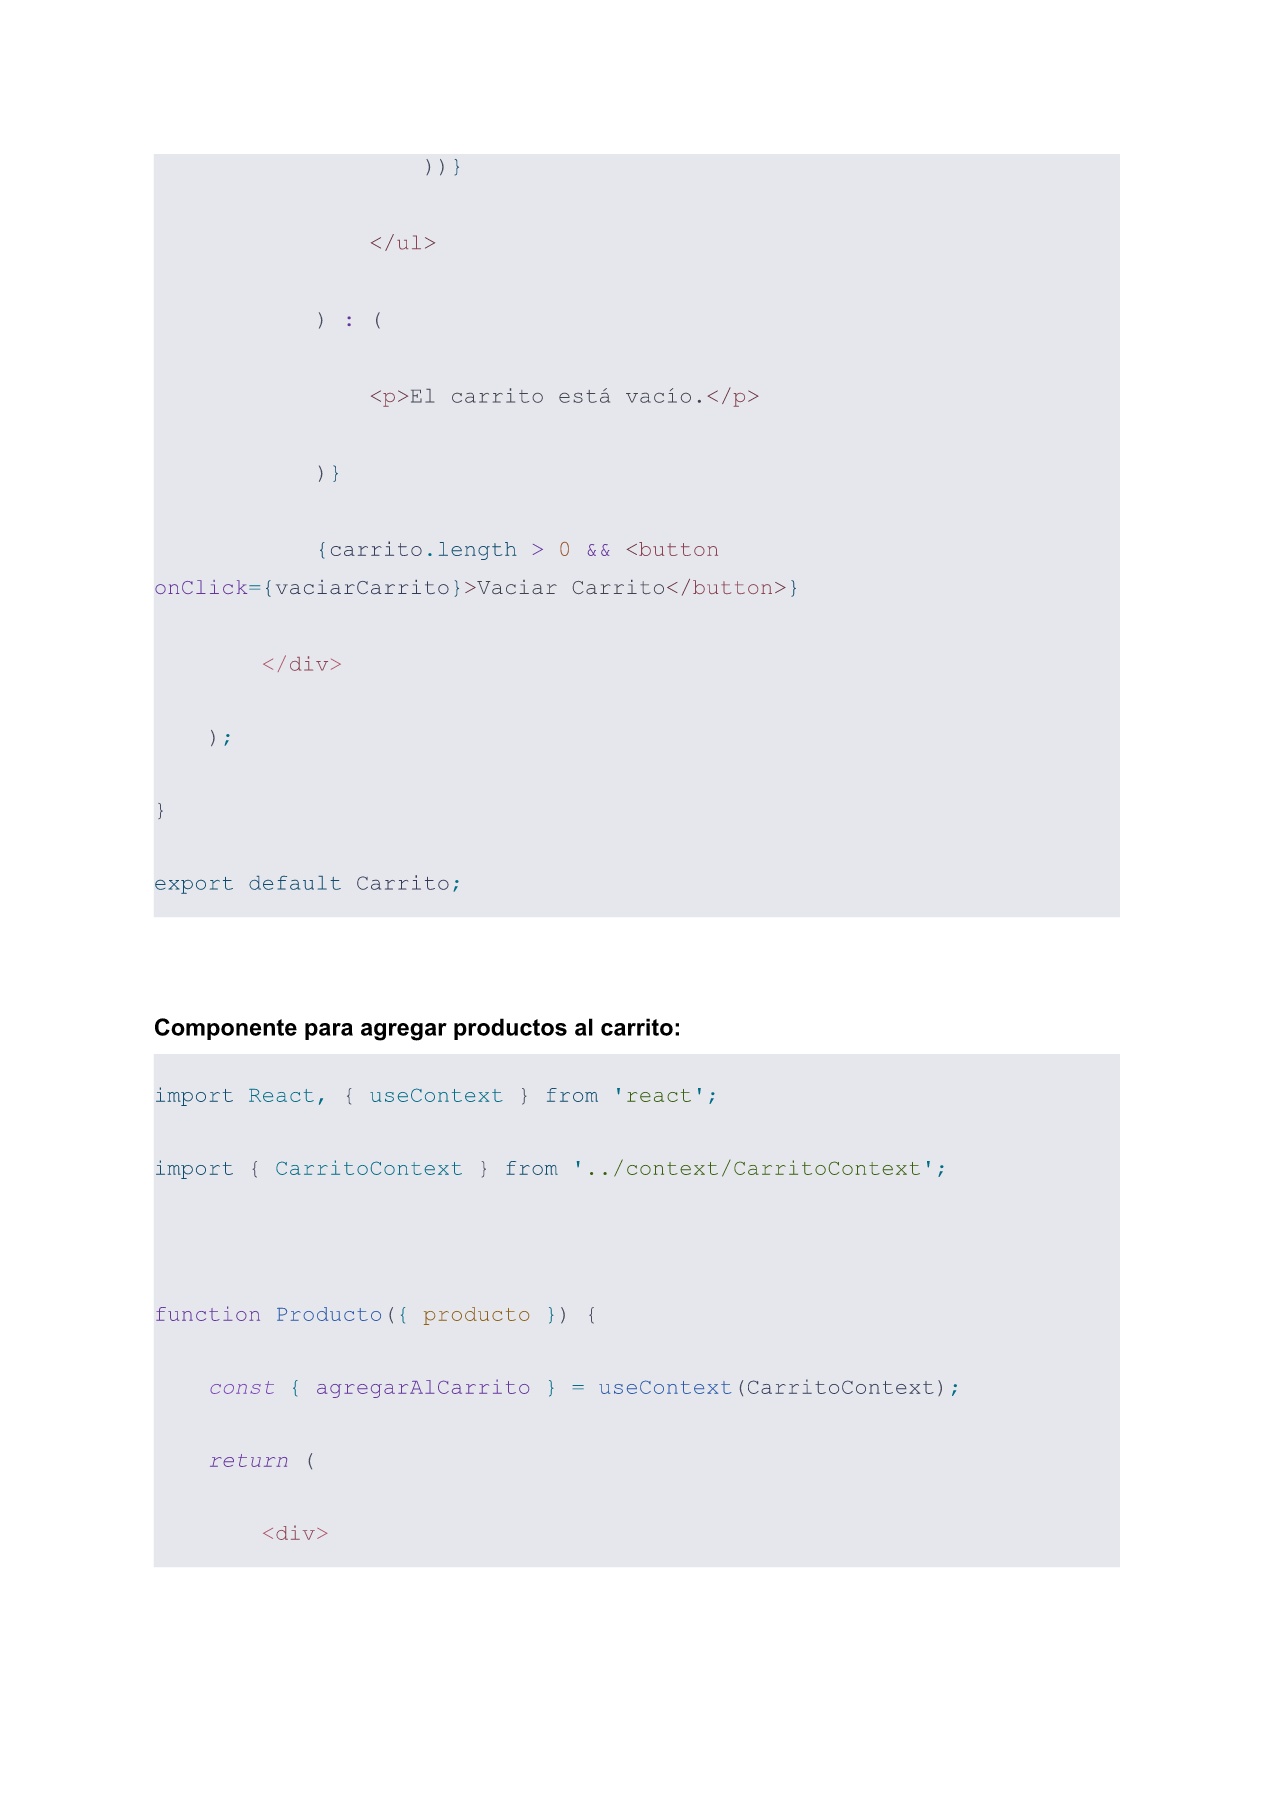 ))}
</ul>
) : (
<p>El carrito está vacío.</p>
)}
{carrito.length > 0 && <button
onClick={vaciarCarrito}>Vaciar Carrito</button>}
</div>
);
}
export default Carrito;
Componente para agregar productos al carrito:
import React, { useContext } from 'react';
import { CarritoContext } from '../context/CarritoContext';
function Producto({ producto }) {
const { agregarAlCarrito } = useContext(CarritoContext);
return (
<div>